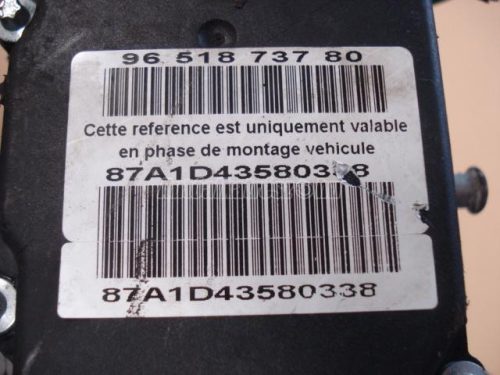 96 518 737 80
Cette reference est uniquement valable
en phase de montage vehicule
87A1D43580338
87A1D43580338